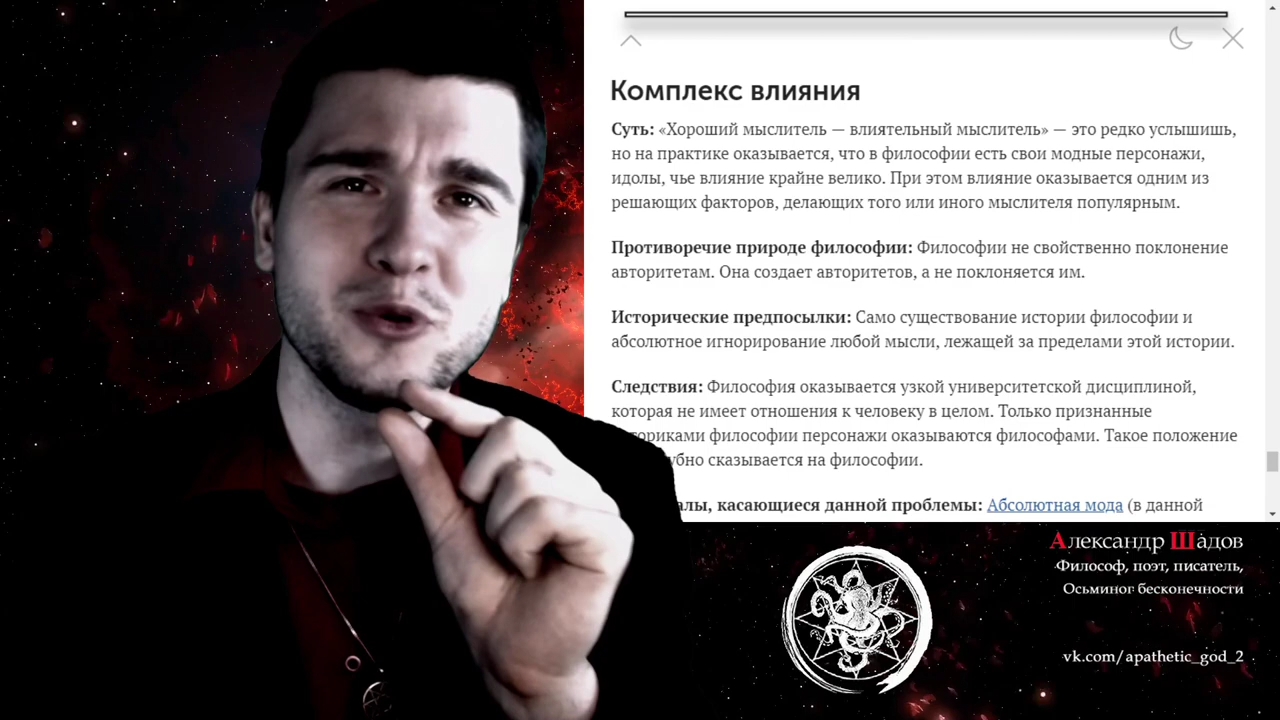 Комплекс влияния
Суть: «Хороший мыслитель — влиятельный мыслитель» — это редко услышишь,
но на практике оказывается, что в философии есть свои модные персонажи,
идолы, чье влияние крайне велико. При этом влияние оказывается одним из
решающих факторов, делающих того или иного мыслителя популярным.
Противоречие природе философии: Философии не свойственно поклонение
авторитетам. Она создает авторитетов, а не поклоняется им.
Исторические предпосылки: Само существование истории философии и
абсолютное игнорирование любой мысли, лежащей за пределами этой истории.
Следствия: Философия оказывается узкой университетской дисциплиной,
которая не имеет отношения к человеку в целом. Только признанные
философии персонажи оказываются философами. Такое положение
сказывается на философии.
касающиеся данной проблемы: Абсолютная мода (в данной
Александр Шадов
Философ, поэт, писатель,
Осьминог бесконечности
vk.com/apathetic_god_2